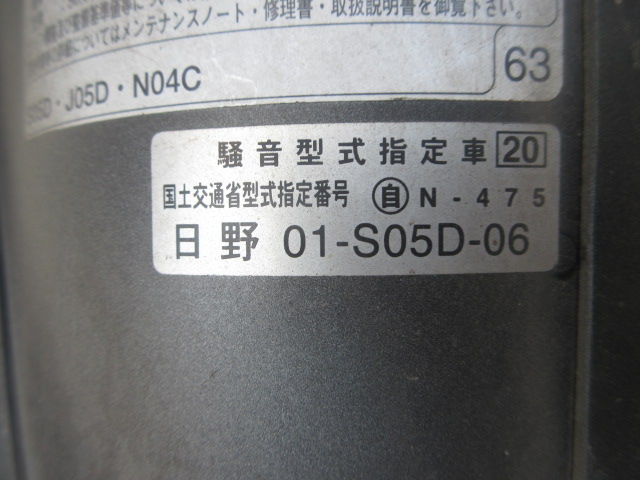 についてはメンテナンスノート・修理書・取扱説明書を御覧下さい。
S05D・J05D・N04C
63
騒音型式指定車 20
国土交通省型式指定番号 自 N-475
日野 01-S05D-06